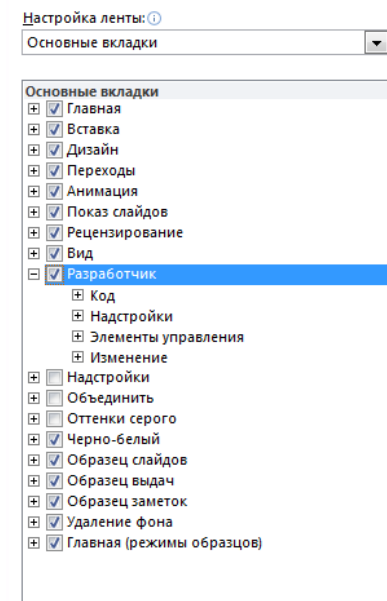 Настройка ленты:
Основные вкладки
Основные вкладки
Главная
Вставка
Дизайн
Переходы
Анимация
Показ слайдов
Рецензирование
Вид
Разработчик
Код
Надстройки
Элементы управления
Изменение
Надстройки
Объединить
Оттенки серого
Черно-белый
Образец слайдов
Образец выдач
Образец заметок
Удаление фона
Главная (режимы образцов)